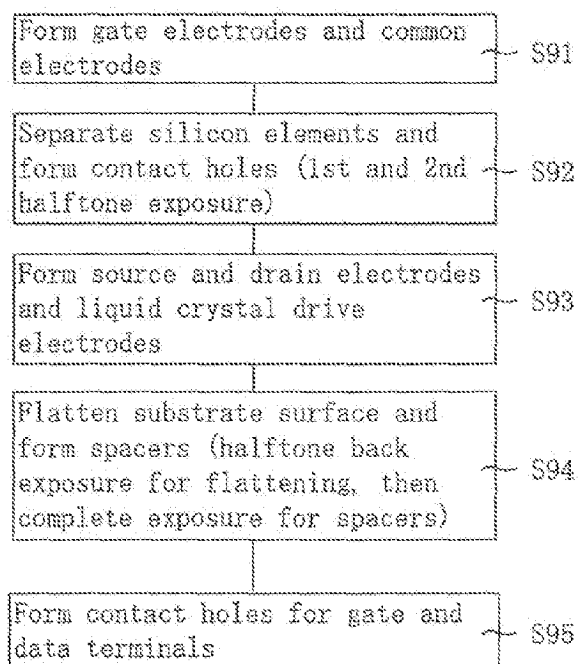 Form gate electrodes and common
electrodes
S91
Separate silicon elements and
form contact holes (1st and 2nd
halftone exposure)
S92
Form source and drain electrodes
and liquid crystal drive
electrodes
S93
Flatten substrate surface and
form spacers (halftone back
exposure for flattening, then
complete exposure for spacers)
S94
Form contact holes for gate and
data terminals
S95